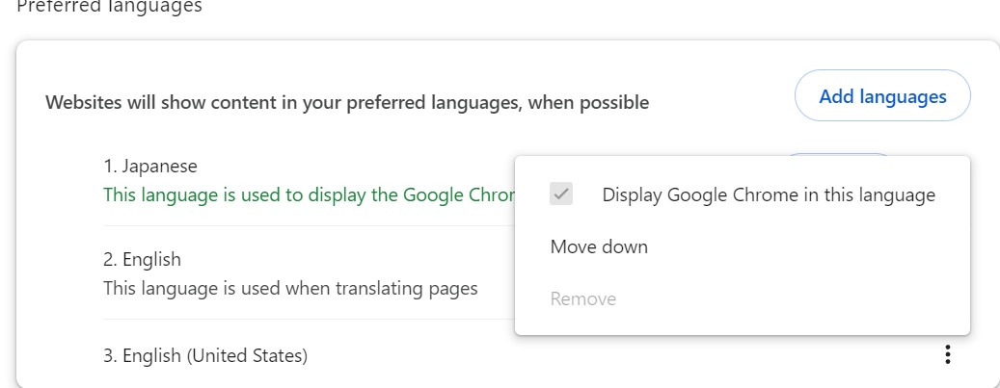 Preferred languages
Websites will show content in your preferred languages, when possible
Add languages
1. Japanese
This language is used to display the Google
Display Google Chrome in this language
Move down
Remove
2. English
This language is used when translating pages
3. English (United States)